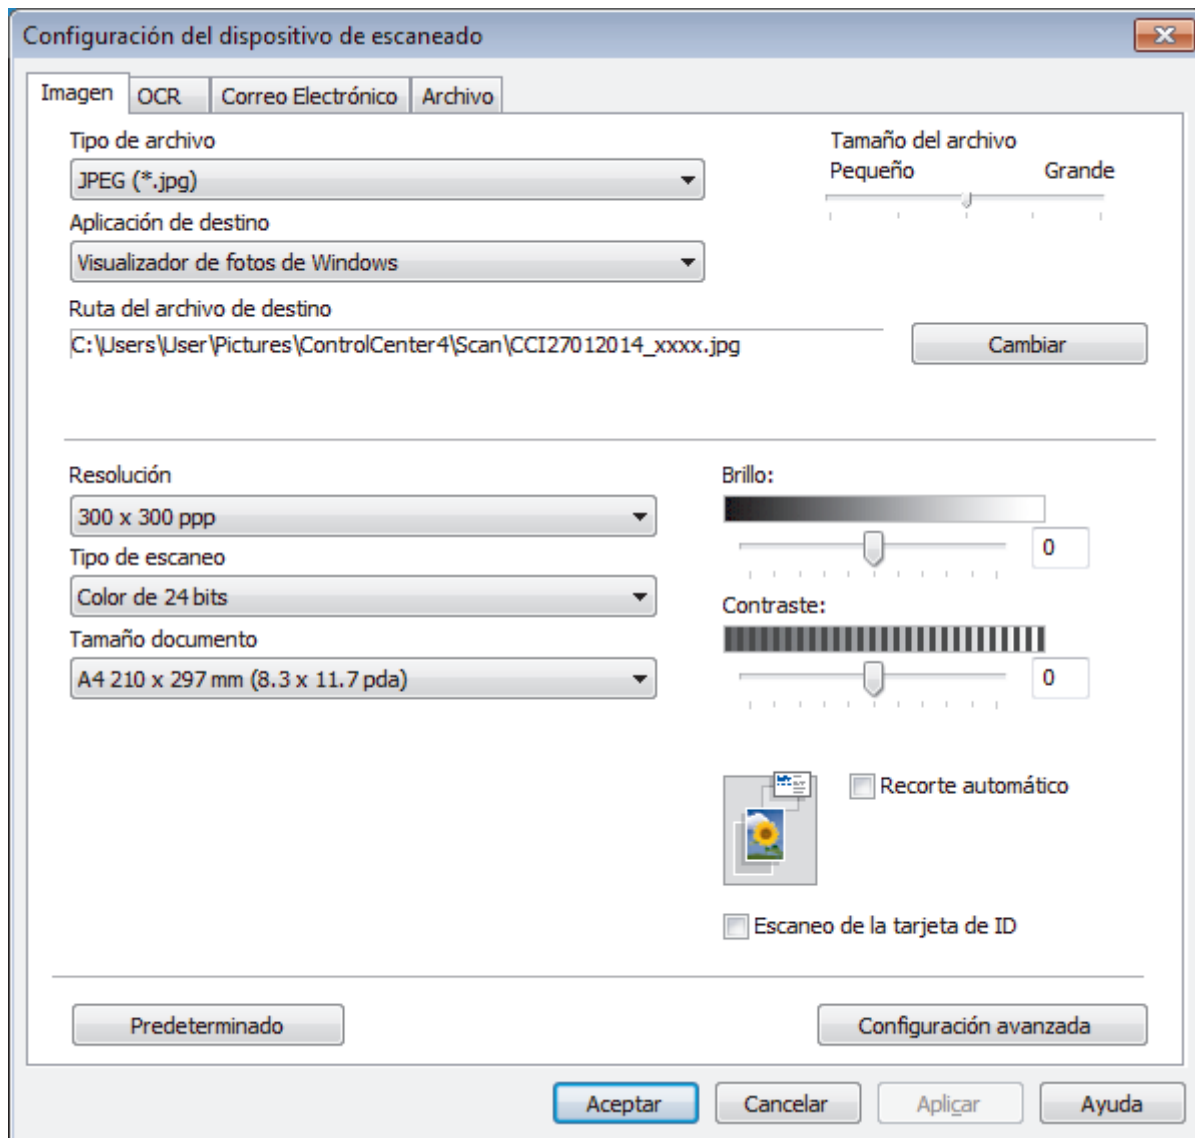 Configuración del dispositivo de escaneado
Imagen OCR Correo Electrónico Archivo
Tipo de archivo
JPEG (*.jpg)
Tamaño del archivo
Pequeño Grande
Aplicación de destino
Visualizador de fotos de Windows
Ruta del archivo de destino
C:\Users\User\Pictures\ControlCenter4\Scan\CCI27012014_xxxx.jpg
Cambiar
Resolución
300 x 300 ppp
Tipo de escaneo
Color de 24 bits
Tamaño documento
A4 210 x 297 mm (8.3 x 11.7 pda)
Brillo:
0
Contraste:
0
Recorte automático
Escaneo de la tarjeta de ID
Predeterminado
Configuración avanzada
Aceptar Cancelar Aplicar Ayuda